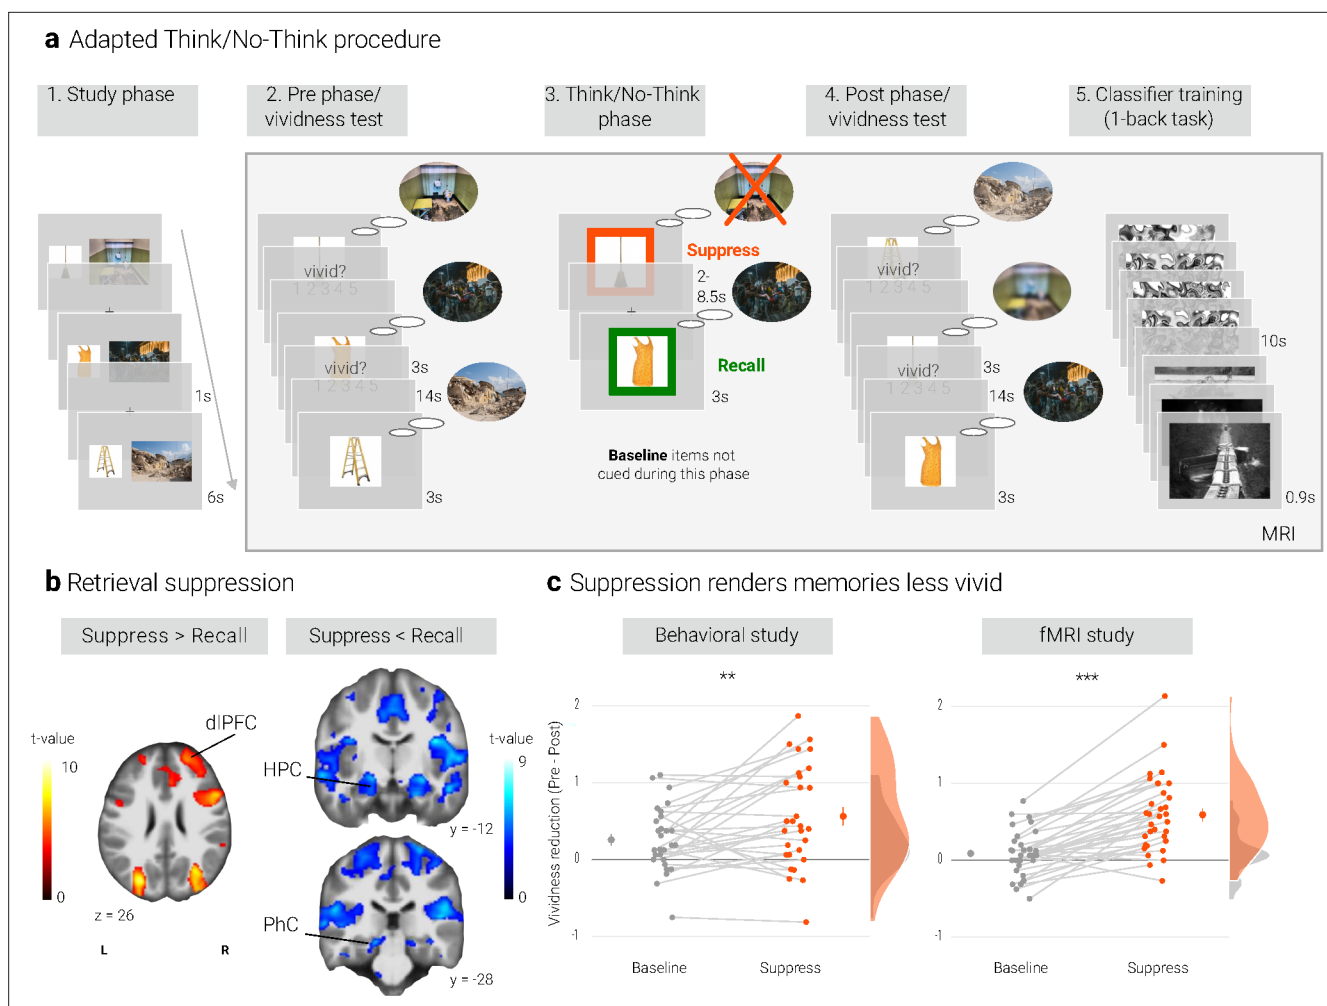 a Adapted Think/No-Think procedure
1. Study phase
2. Pre phase/
vividness test
3. Think/No-Think
phase
4. Post phase/
vividness test
5. Classifier training
(1-back task)
1s
6s
vivid?
1 2 3 4 5
vivid?
1 2 3 4 5
3s
14s
3s
Suppress
2-
8.5s
Recall
3s
Baseline items not
cued during this phase
vivid?
1 2 3 4 5
3s
14s
3s
10s
0.9s
MRI
b Retrieval suppression
Suppress > Recall
Suppress < Recall
t-value
10
0
dlPFC
z = 26
L
R
HPC
PhC
y = -12
y = -28
t-value
9
0
c Suppression renders memories less vivid
Behavioral study
**
Vividness reduction (Pre - Post)
2
1
0
-1
Baseline
Suppress
fMRI study
***
2
1
0
-1
Baseline
Suppress